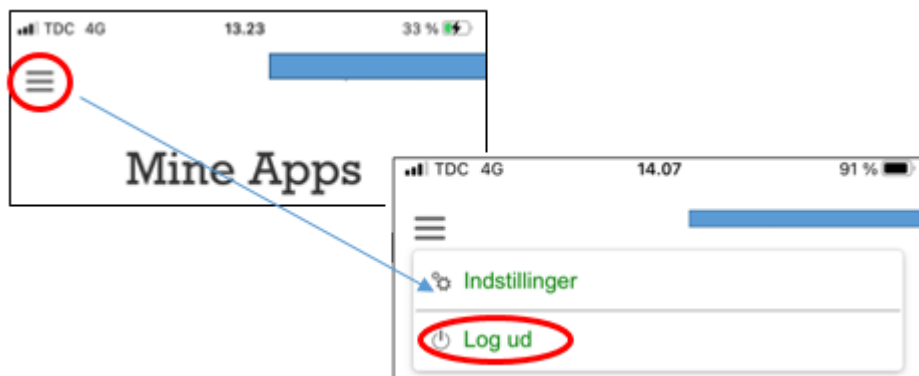 TDC 4G 13.23 33 %
Mine Apps
TDC 4G 14.07 91 %
Indstillinger
Log ud